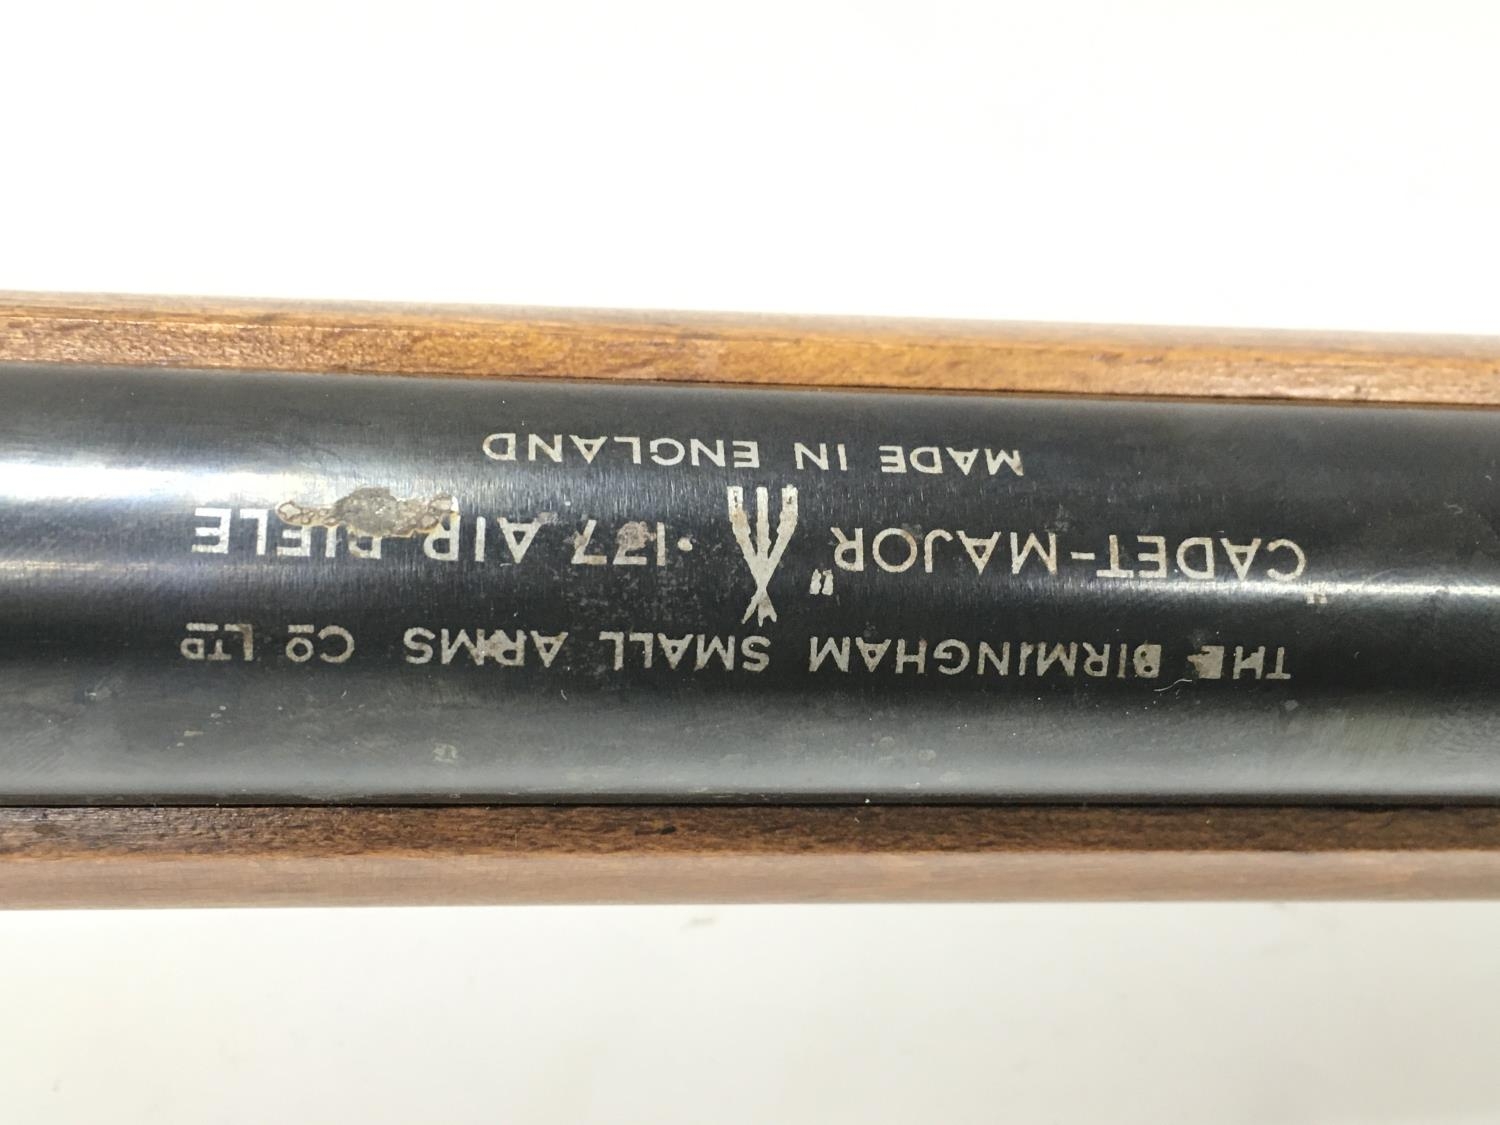 THE BIRMINGHAM SMALL ARMS CO LTD
"CADET-MAJOR" .177 AIR RIFLE
MADE IN ENGLAND